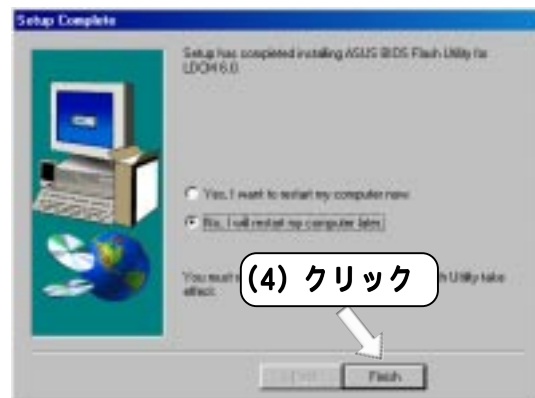 Setup Complete
Setup has completed installing ASUS BIOS Flash Utility for
LDCM 6.0.
Yes, I want to restart my computer now.
No, I will restart my computer later.
You must
h Utility take
effect.
(4) クリック
Finish